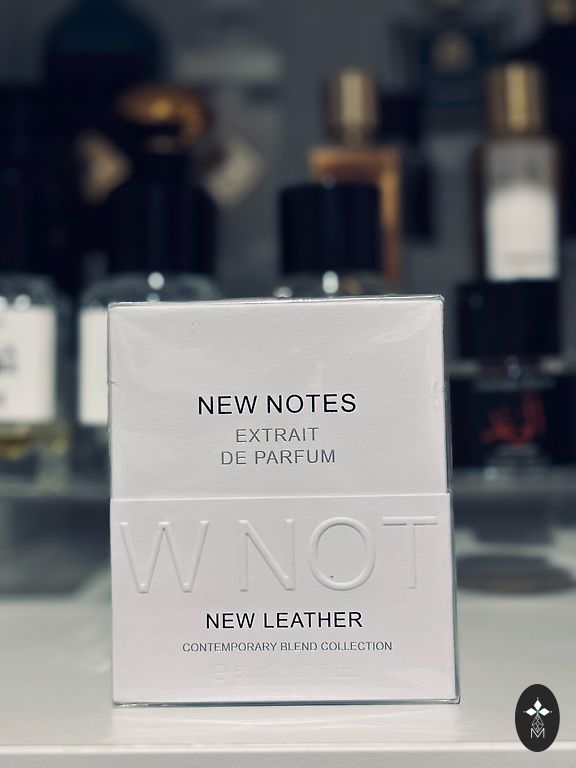 NEW NOTES
EXTRAIT
DE PARFUM
W NOT
NEW LEATHER
CONTEMPORARY BLEND COLLECTION
M